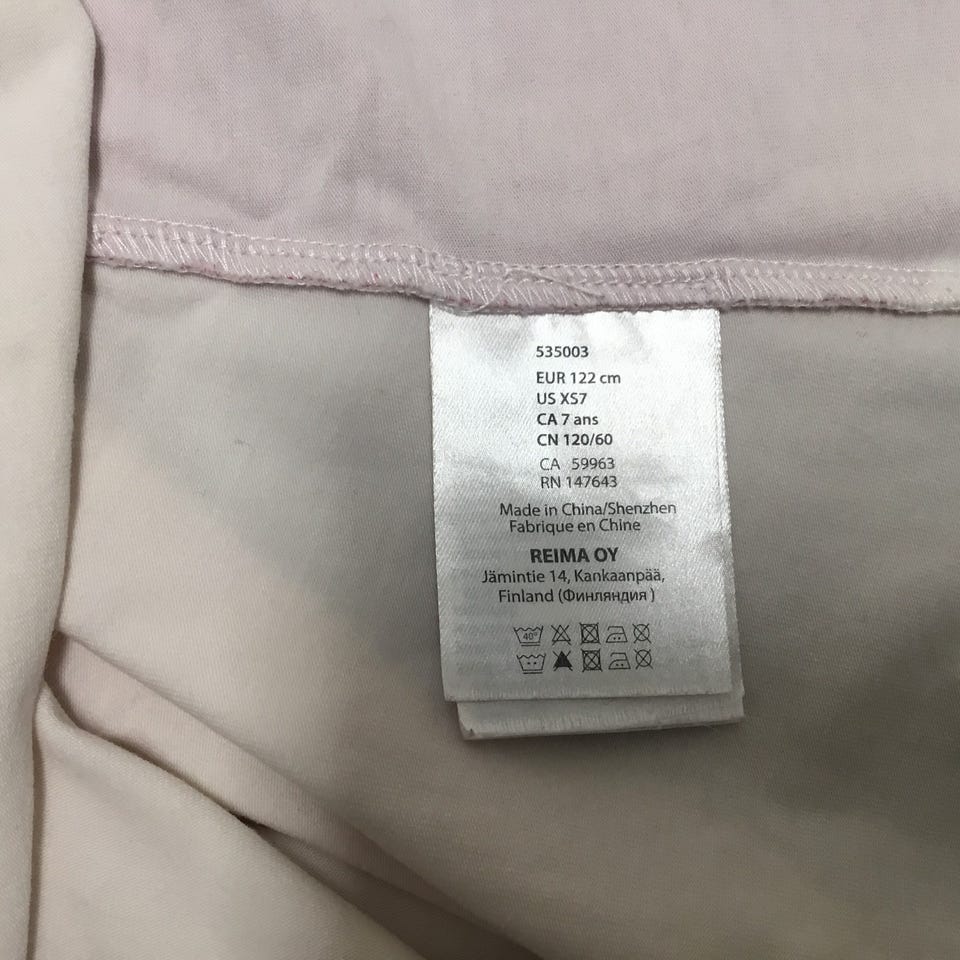 535003
EUR 122 cm
US XS7
CA 7 ans
CN 120/60
CA 59963
RN 147643
Made in China/Shenzhen
Fabrique en Chine
REIMA OY
Jämintie 14, Kankaanpää,
Finland (Финляндия )
40°